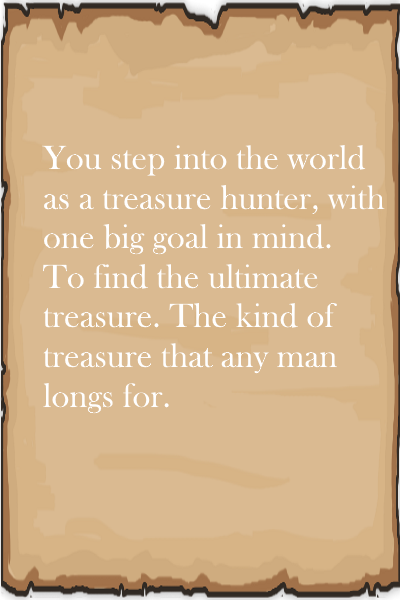 You step into the world
as a treasure hunter, with
one big goal in mind.
To find the ultimate
treasure. The kind of
treasure that any man
longs for.